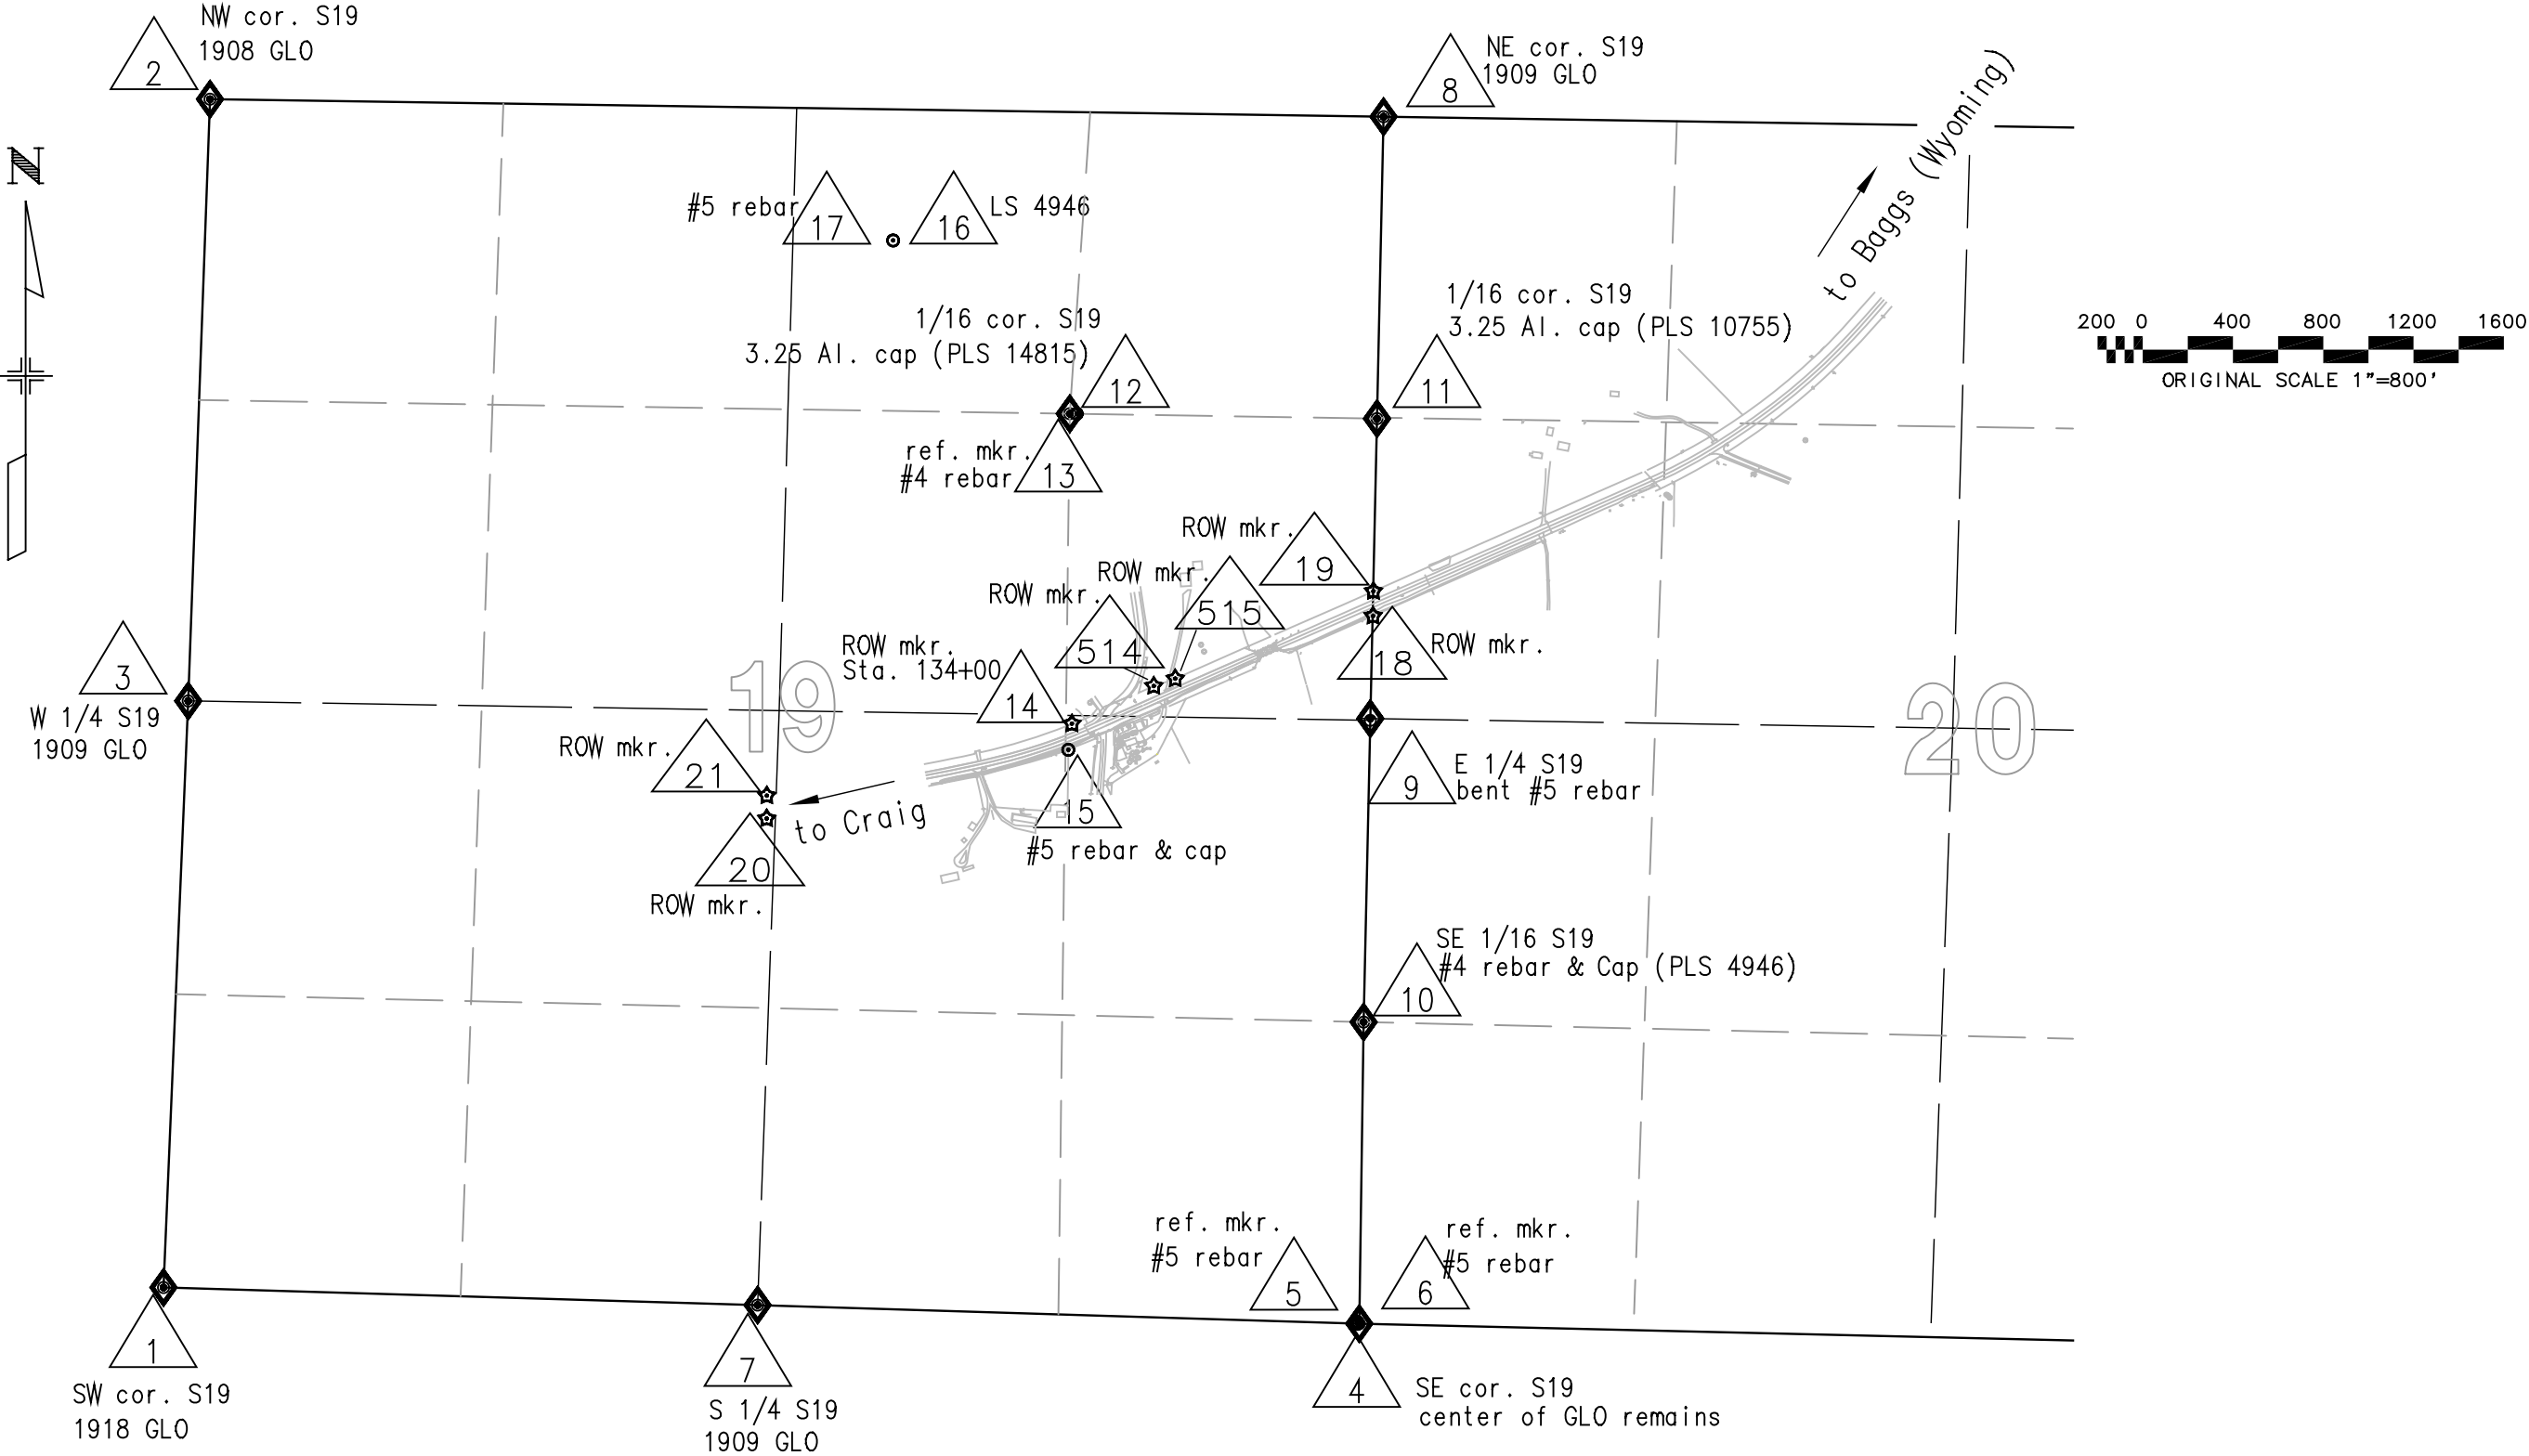 NW cor. S19
1908 GLO
2
NE cor. S19
1909 GLO
8
N
to Baggs (Wyoming)
#5 rebar
17
16
LS 4946
1/16 cor. S19
3.25 Al. cap (PLS 14815)
12
1/16 cor. S19
3.25 Al. cap (PLS 10755)
11
200 0 400 800 1200 1600
ORIGINAL SCALE 1"=800'
ref. mkr.
#4 rebar
13
ROW mkr.
19
ROW mkr.
515
ROW mkr.
514
ROW mkr.
Sta. 134+00
14
18
ROW mkr.
3
W 1/4 S19
1909 GLO
19
20
ROW mkr.
21
to Craig
20
ROW mkr.
15
#5 rebar & cap
9
E 1/4 S19
bent #5 rebar
SE 1/16 S19
#4 rebar & Cap (PLS 4946)
10
ref. mkr.
#5 rebar
5
ref. mkr.
#5 rebar
6
1
SW cor. S19
1918 GLO
7
S 1/4 S19
1909 GLO
4
SE cor. S19
center of GLO remains